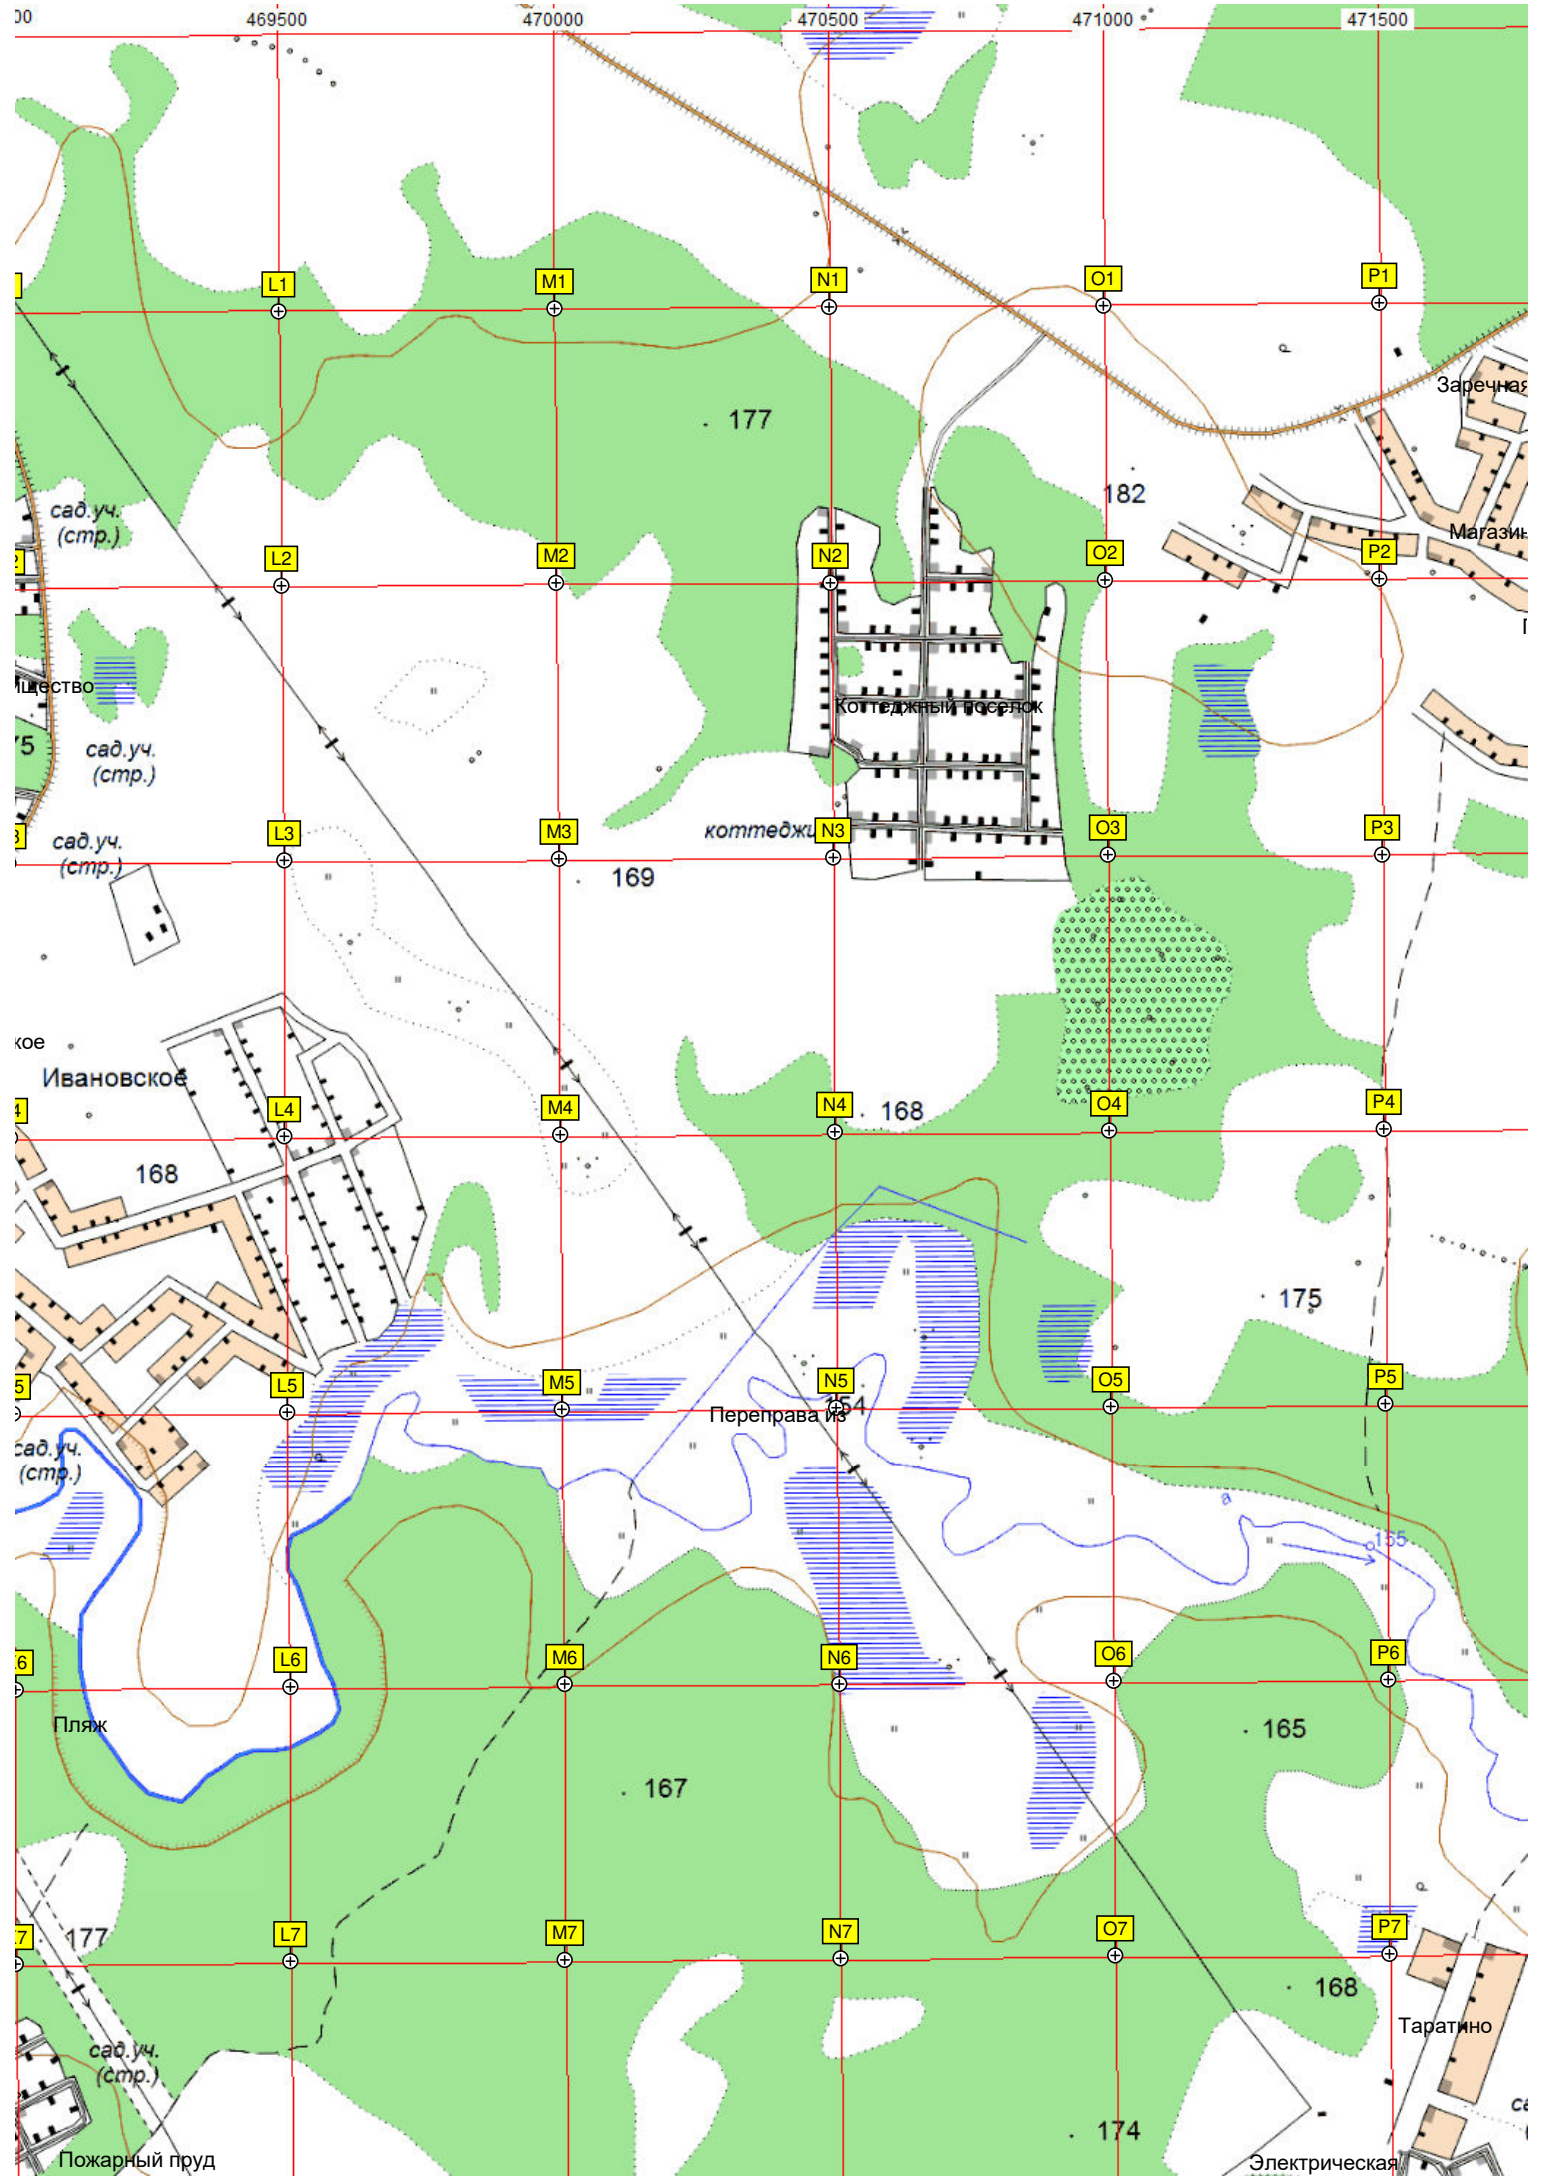 00 469500 470000 470500 471000 471500
L1 M1 N1 O1 P1
Заречная
177
182
сад.уч.
(стр.)
Магазин
L2 M2 N2 O2 P2
Коттеджный поселок
75
сад.уч.
(стр.)
L3 M3 коттеджи N3 O3 P3
сад.уч.
(стр.)
169
Ивановское
L4 M4 N4 168 O4 P4
168
175
L5 M5 N5 O5 P5
Переправа из
154
сад.уч.
(стр.)
155
L6 M6 N6 O6 P6
Пляж
165
167
177
L7 M7 N7 O7 P7
168
Таратино
сад.уч.
(стр.)
174
Пожарный пруд
Электрическая